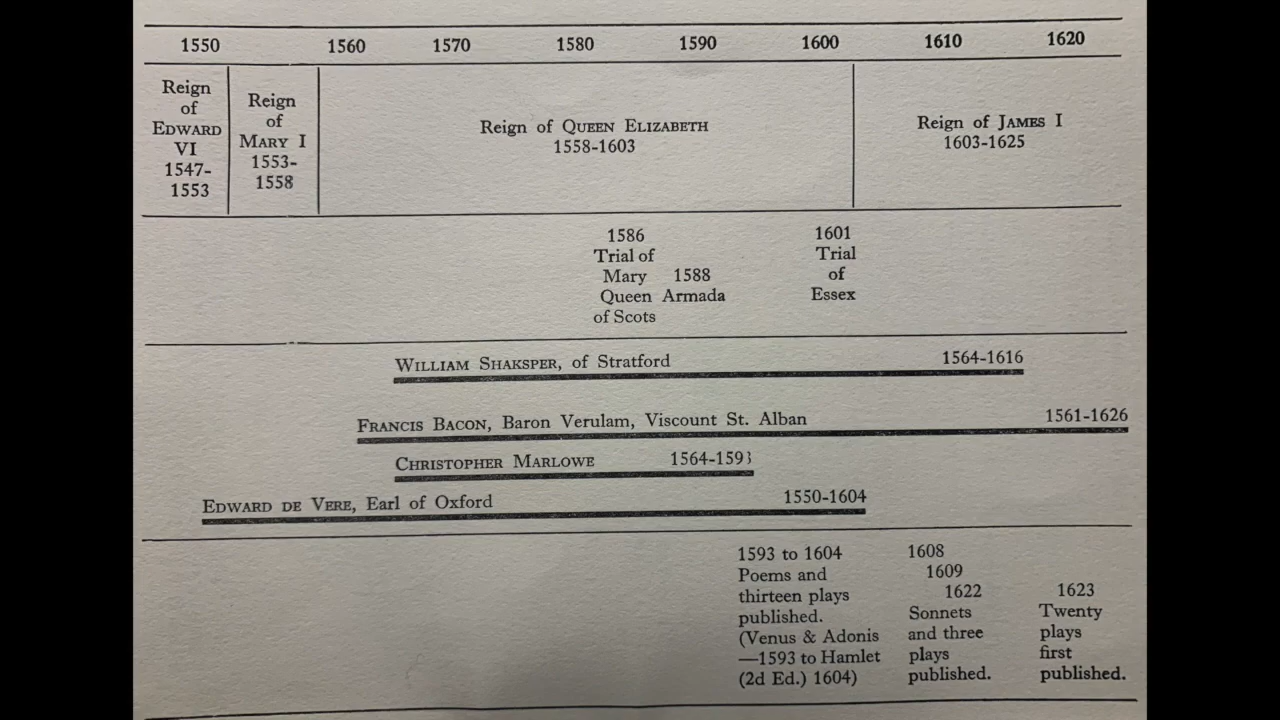 1550 1560 1570 1580 1590 1600 1610 1620
Reign
of
EDWARD
VI
1547-
1553
Reign
of
MARY I
1553-
1558
Reign of QUEEN ELIZABETH
1558-1603
Reign of JAMES I
1603-1625
1586
Trial of
Mary
Queen
of Scots
1588
Armada
1601
Trial
of
Essex
WILLIAM SHAKSPER, of Stratford 1564-1616
FRANCIS BACON, Baron Verulam, Viscount St. Alban 1561-1626
CHRISTOPHER MARLOWE 1564-1593
EDWARD DE VERE, Earl of Oxford 1550-1604
1593 to 1604
Poems and
thirteen plays
published.
(Venus & Adonis
—1593 to Hamlet
(2d Ed.) 1604)
1608
1609
1622
Sonnets
and three
plays
published.
1623
Twenty
plays
first
published.